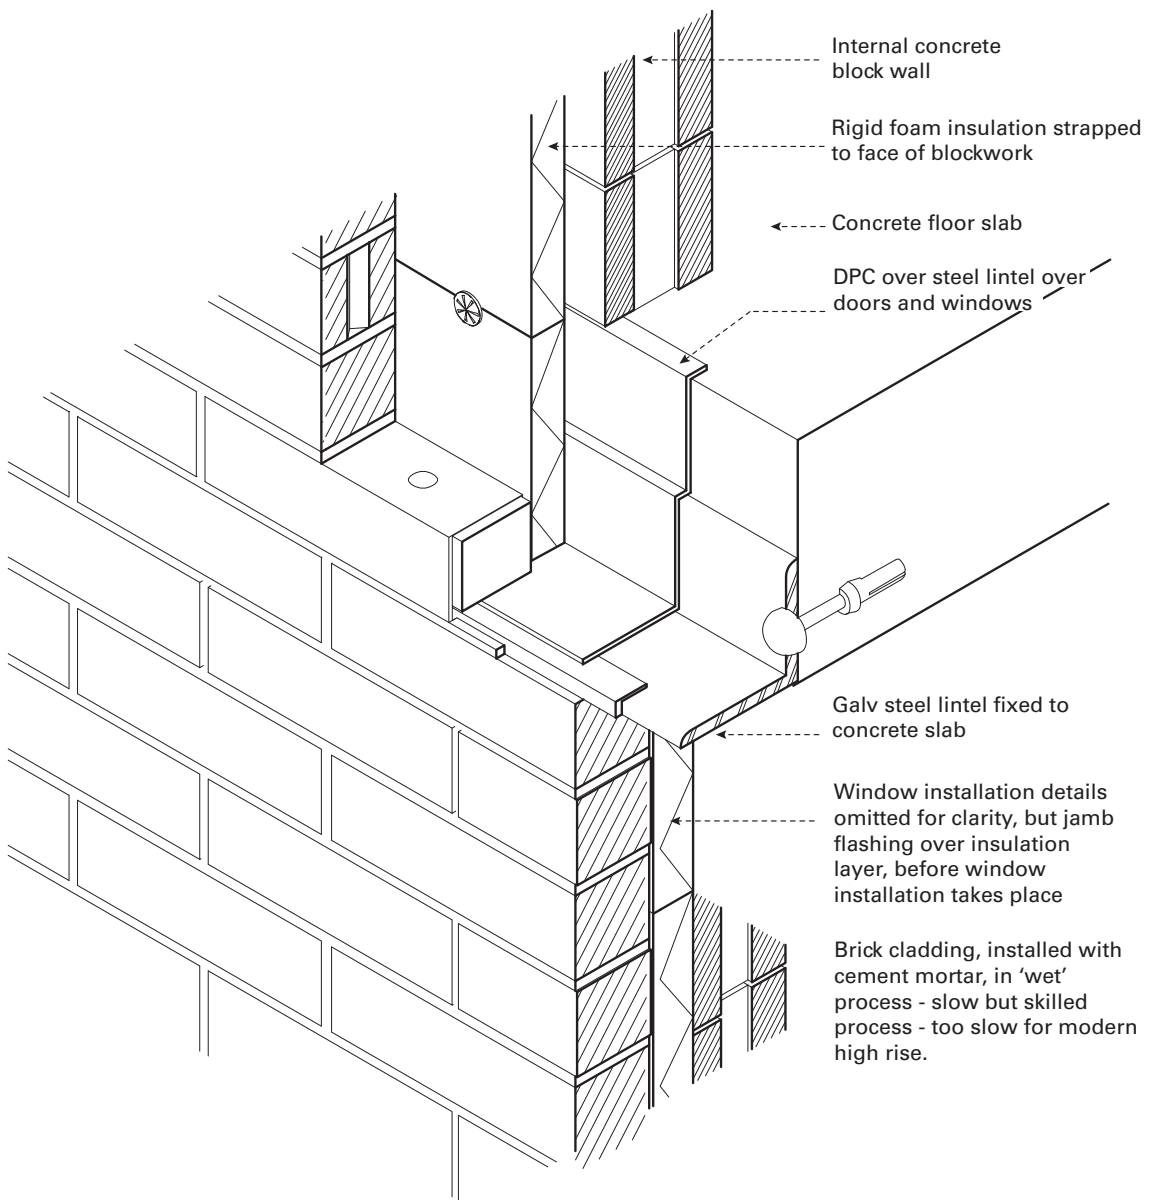 Internal concrete
block wall
Rigid foam insulation strapped
to face of blockwork
Concrete floor slab
DPC over steel lintel over
doors and windows
Galv steel lintel fixed to
concrete slab
Window installation details
omitted for clarity, but jamb
flashing over insulation
layer, before window
installation takes place
Brick cladding, installed with
cement mortar, in ‘wet’
process - slow but skilled
process - too slow for modern
high rise.